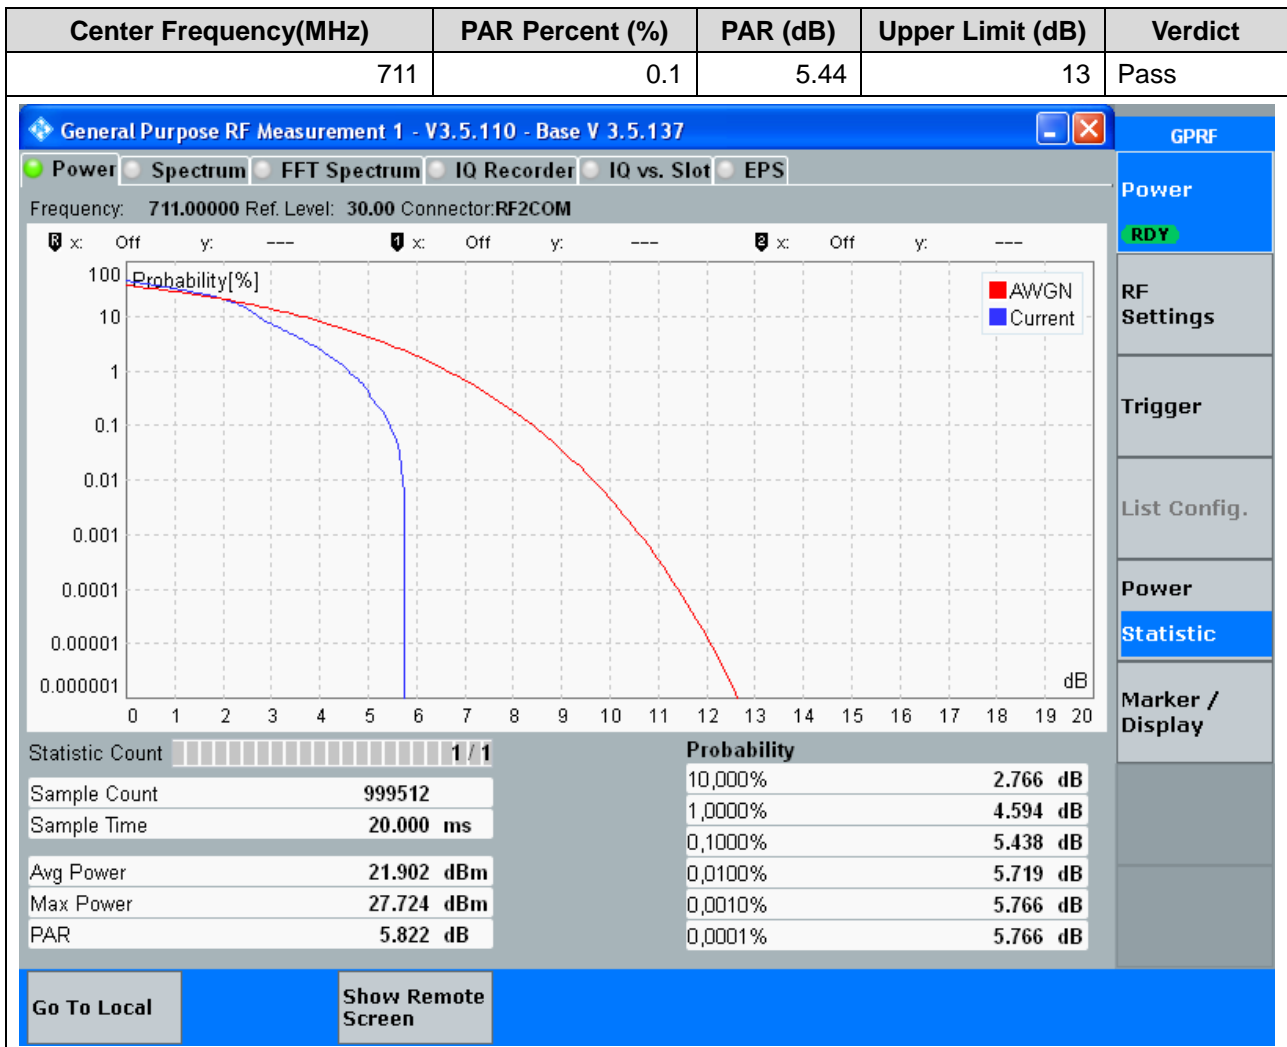 Center Frequency(MHz) PAR Percent (%) PAR (dB) Upper Limit (dB) Verdict
711 0.1 5.44 13 Pass
General Purpose RF Measurement 1 - V3.5.110 - Base V 3.5.137
GPRF
Power Spectrum FFT Spectrum IQ Recorder IQ vs. Slot EPS
Frequency: 711.00000 Ref. Level: 30.00 Connector:RF2COM
Power
RDY
R x: Off y: --- 1 x: Off y: --- 2 x: Off y: ---
Probability[%]
AWGN
Current
100
10
1
0.1
0.01
0.001
0.0001
0.00001
0.000001
dB
0 1 2 3 4 5 6 7 8 9 10 11 12 13 14 15 16 17 18 19 20
RF
Settings
Trigger
List Config.
Power
Statistic
Marker /
Display
Statistic Count 1 / 1
Sample Count 999512
Sample Time 20.000 ms
Avg Power 21.902 dBm
Max Power 27.724 dBm
PAR 5.822 dB
Probability
10,000% 2.766 dB
1,0000% 4.594 dB
0,1000% 5.438 dB
0,0100% 5.719 dB
0,0010% 5.766 dB
0,0001% 5.766 dB
Go To Local
Show Remote
Screen